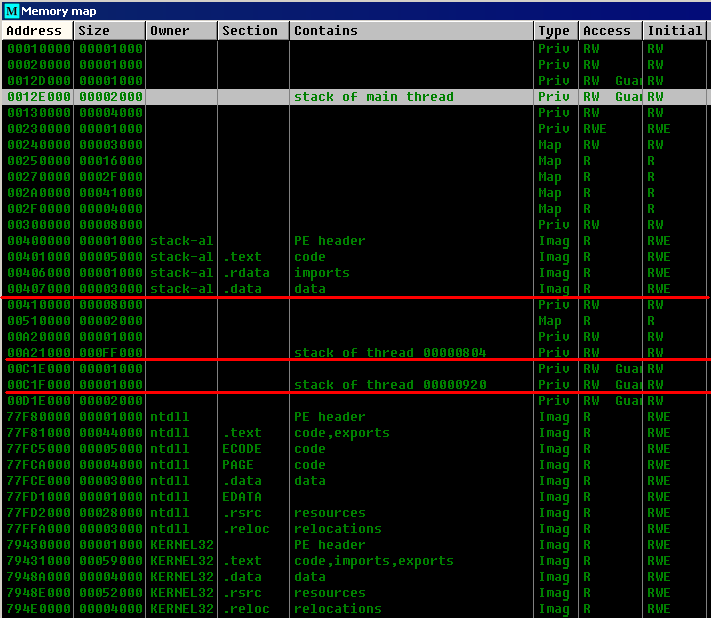 M Memory map
Address Size Owner Section Contains Type Access Initial
00010000 00001000 Priv RW RW
00020000 00001000 Priv RW RW
0012D000 00001000 Priv RW Guar RW
0012E000 00002000 stack of main thread Priv RW Guar RW
00130000 00004000 Priv RW RW
00230000 00001000 Priv RWE RWE
00240000 00003000 Map RW RW
00250000 00016000 Map R R
00270000 0002F000 Map R R
002A0000 00041000 Map R R
002F0000 00004000 Map R R
00300000 00008000 Priv RW RW
00400000 00001000 stack-al PE header Imag R RWE
00401000 00005000 stack-al .text code Imag R RWE
00406000 00001000 stack-al .rdata imports Imag R RWE
00407000 00003000 stack-al .data data Imag R RWE
00410000 00008000 Priv RW RW
00510000 00002000 Map R R
00A20000 00001000 Priv RW RW
00A21000 000FF000 stack of thread 00000804 Priv RW RW
00C1E000 00001000 Priv RW Guar RW
00C1F000 00001000 stack of thread 00000920 Priv RW Guar RW
00D1E000 00002000 Priv RW Guar RW
77F80000 00001000 ntdll PE header Imag R RWE
77F81000 00044000 ntdll .text code,exports Imag R RWE
77FC5000 00005000 ntdll ECODE code Imag R RWE
77FCA000 00004000 ntdll PAGE code Imag R RWE
77FCE000 00003000 ntdll .data data Imag R RWE
77FD1000 00001000 ntdll EDATA Imag R RWE
77FD2000 00028000 ntdll .rsrc resources Imag R RWE
77FFA000 00003000 ntdll .reloc relocations Imag R RWE
79430000 00001000 KERNEL32 PE header Imag R RWE
79431000 00059000 KERNEL32 .text code,imports,exports Imag R RWE
7948A000 00004000 KERNEL32 .data data Imag R RWE
7948E000 00052000 KERNEL32 .rsrc resources Imag R RWE
794E0000 00004000 KERNEL32 .reloc relocations Imag R RWE